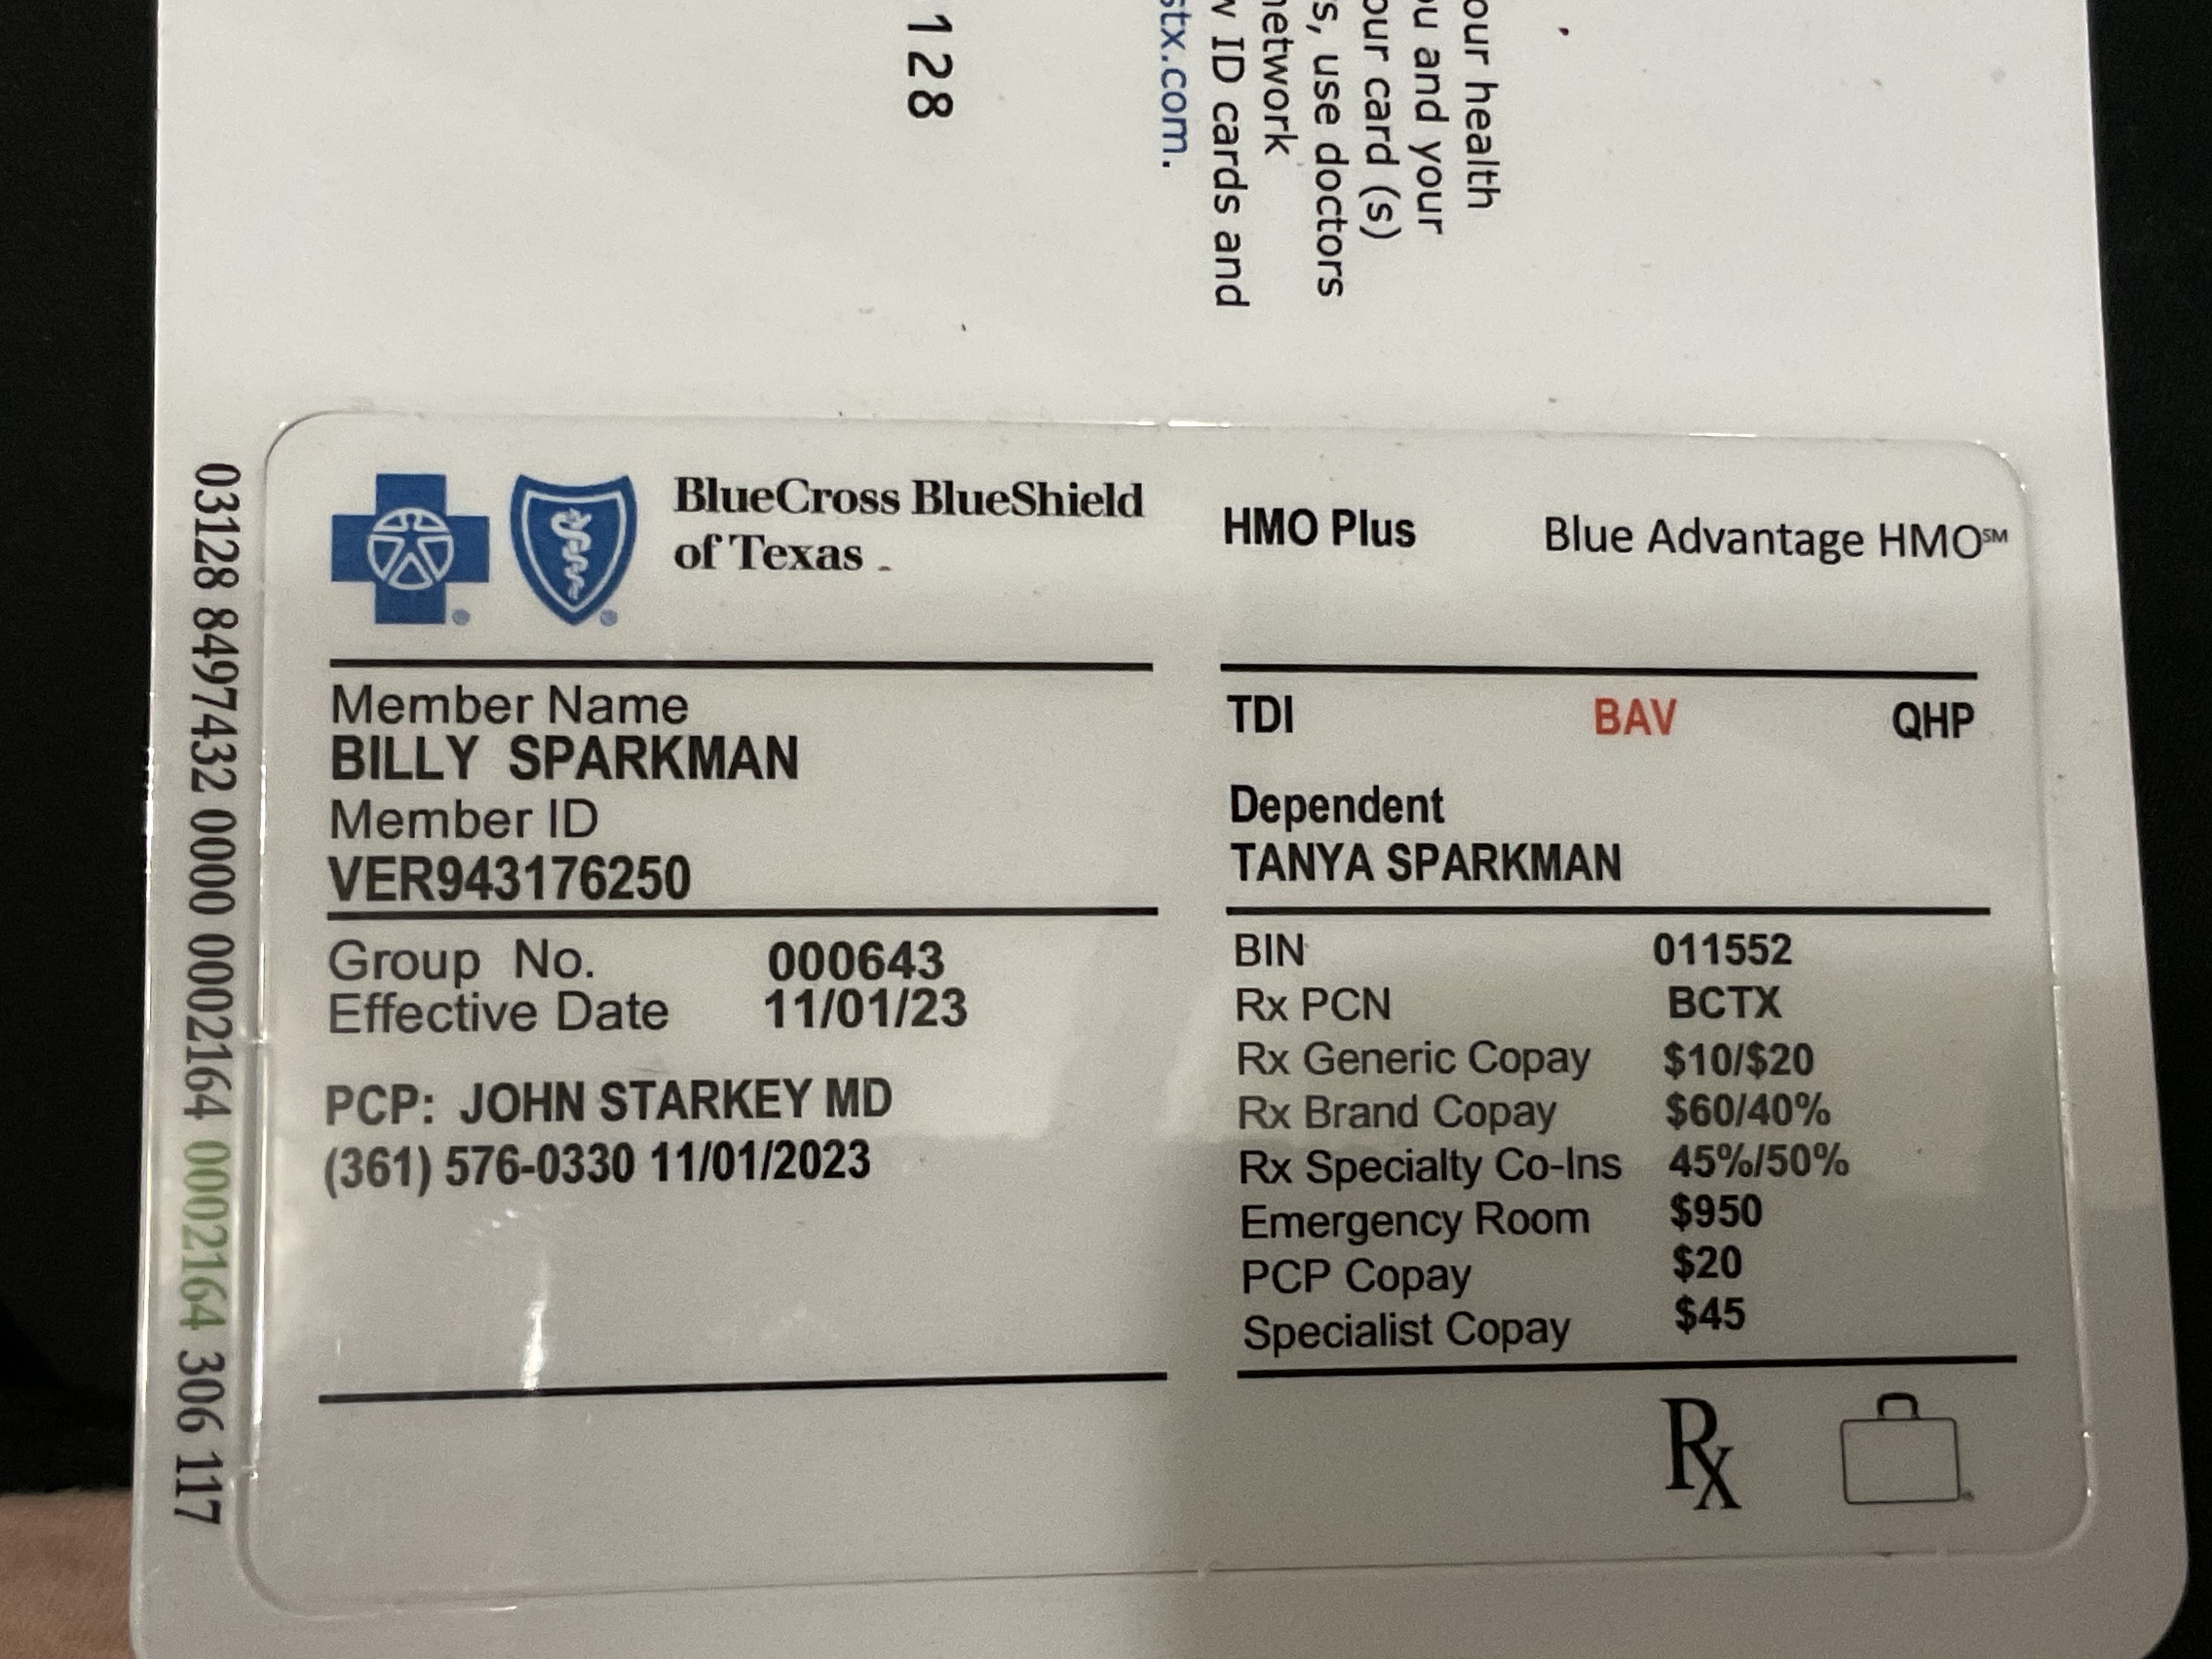 128
our health
ou and your
our card (s)
s, use doctors
network
w ID cards and
stx.com.
03128 8497432 0000 0002164 0002164 306 117
BlueCross BlueShield
of Texas
HMO Plus Blue Advantage HMO℠
Member Name
BILLY SPARKMAN
Member ID
VER943176250
Group No. 000643
Effective Date 11/01/23
PCP: JOHN STARKEY MD
(361) 576-0330 11/01/2023
TDI BAV QHP
Dependent
TANYA SPARKMAN
BIN 011552
Rx PCN BCTX
Rx Generic Copay $10/$20
Rx Brand Copay $60/40%
Rx Specialty Co-Ins 45%/50%
Emergency Room $950
PCP Copay $20
Specialist Copay $45
Rx